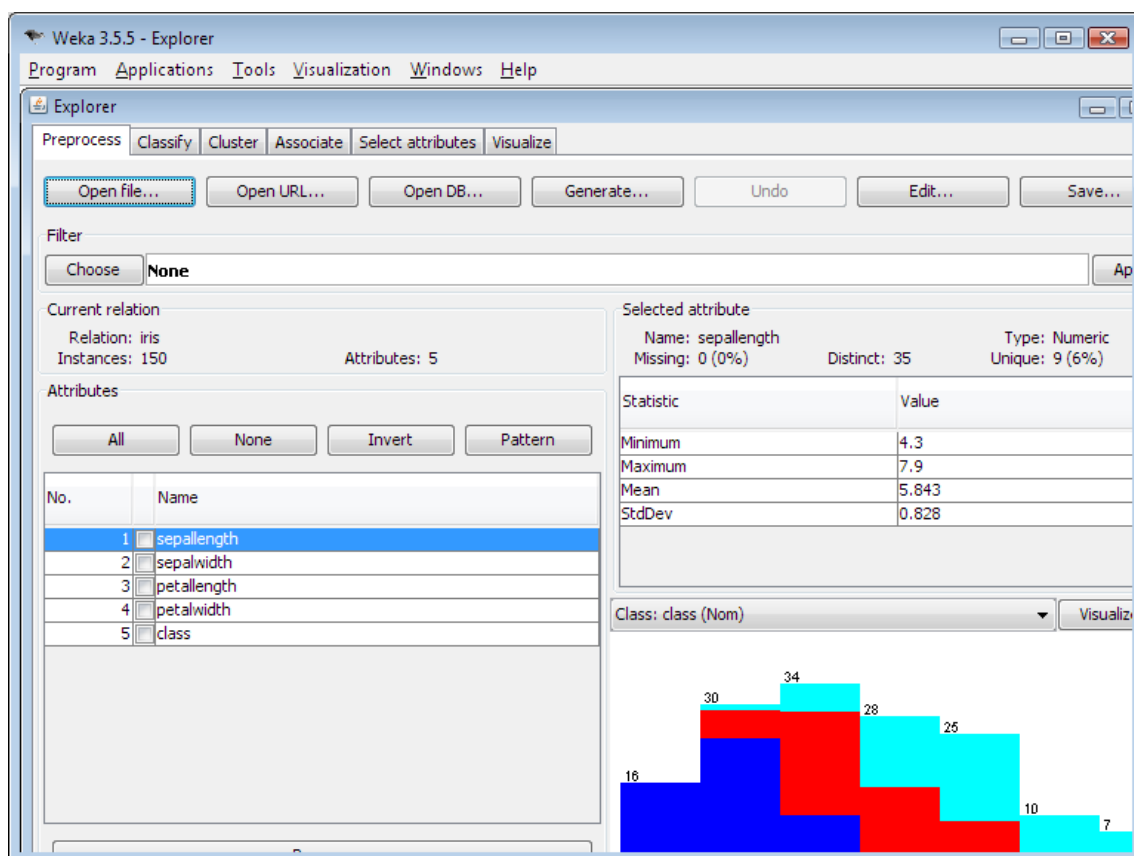 Weka 3.5.5 - Explorer
Program Applications Tools Visualization Windows Help
Explorer
Preprocess Classify Cluster Associate Select attributes Visualize
Open file... Open URL... Open DB... Generate... Undo Edit... Save...
Filter
Choose None Ap
Current relation
Relation: iris
Instances: 150 Attributes: 5
Selected attribute
Name: sepallength Type: Numeric
Missing: 0 (0%) Distinct: 35 Unique: 9 (6%)
Attributes
All None Invert Pattern
No. Name
1 sepallength
2 sepalwidth
3 petallength
4 petalwidth
5 class
Statistic Value
Minimum 4.3
Maximum 7.9
Mean 5.843
StdDev 0.828
Class: class (Nom) Visualiz
16
30
34
28
25
10
7